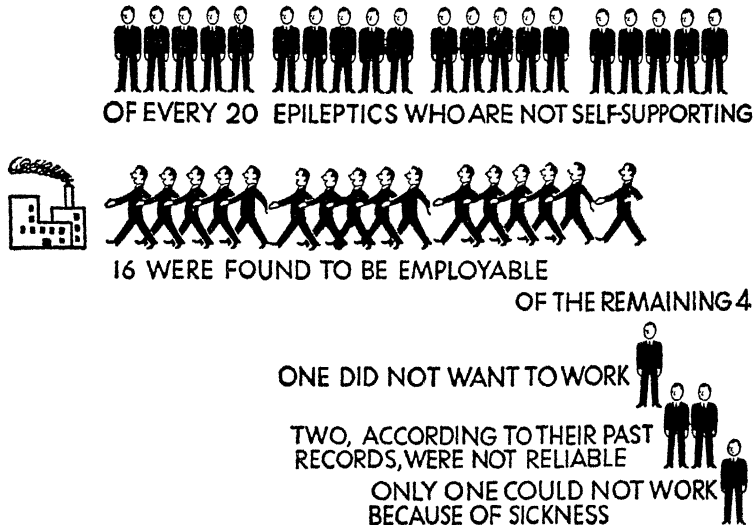 OF EVERY 20 EPILEPTICS WHO ARE NOT SELF-SUPPORTING
16 WERE FOUND TO BE EMPLOYABLE
OF THE REMAINING 4
ONE DID NOT WANT TO WORK
TWO, ACCORDING TO THEIR PAST
RECORDS, WERE NOT RELIABLE
ONLY ONE COULD NOT WORK
BECAUSE OF SICKNESS